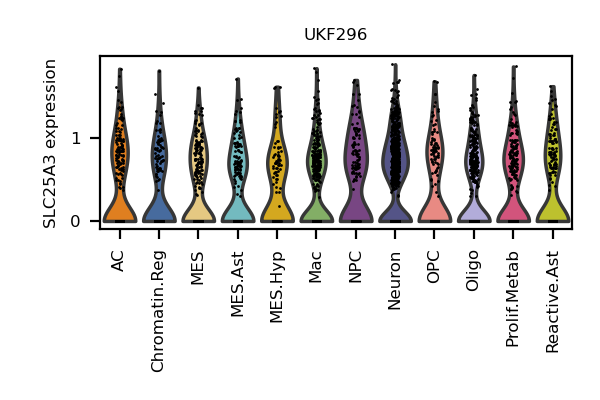 UKF296
SLC25A3 expression
1
0
AC
Chromatin.Reg
MES
MES.Ast
MES.Hyp
Mac
NPC
Neuron
OPC
Oligo
Prolif.Metab
Reactive.Ast